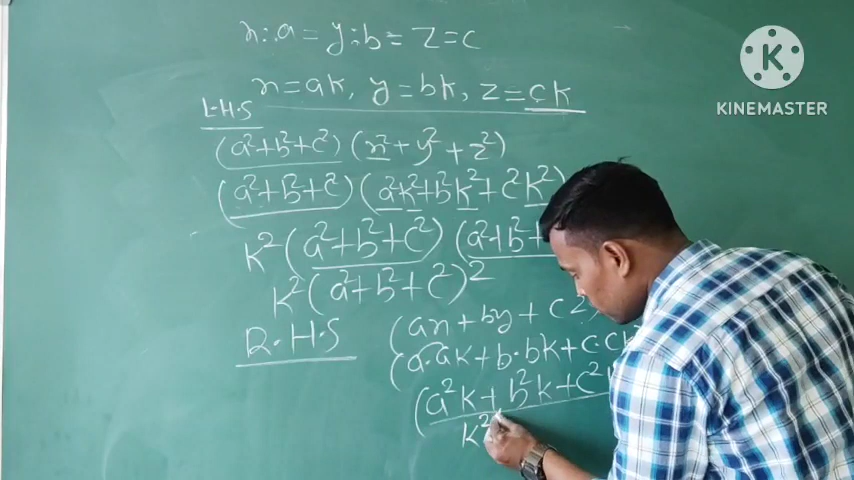 x:a = y:b = z=c
x=ak, y=bk, z=ck
L.H.S
(a²+b²+c²) (x²+y²+z²)
(a²+b²+c²) (a²k²+b²k²+c²k²)
k²(a²+b²+c²) (a²+b²+
k²(a²+b²+c²)²
R.H.S
(ax+by+cz)
(a.ak+b.bk+c.ck
(a²k+b²k+c²
k²
K
KINEMASTER